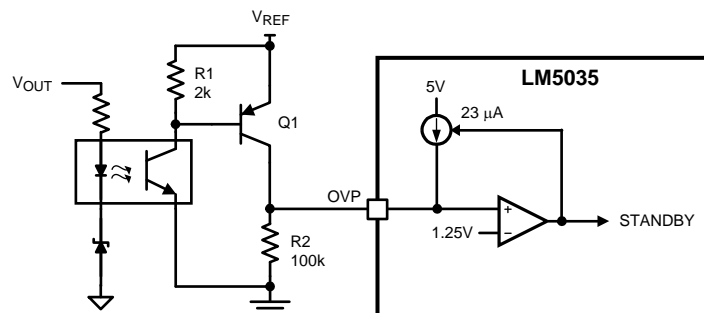 VREF
LM5035
VOUT
R1
2k
5V
23 µA
Q1
OVP
+
1.25V
−
STANDBY
R2
100k